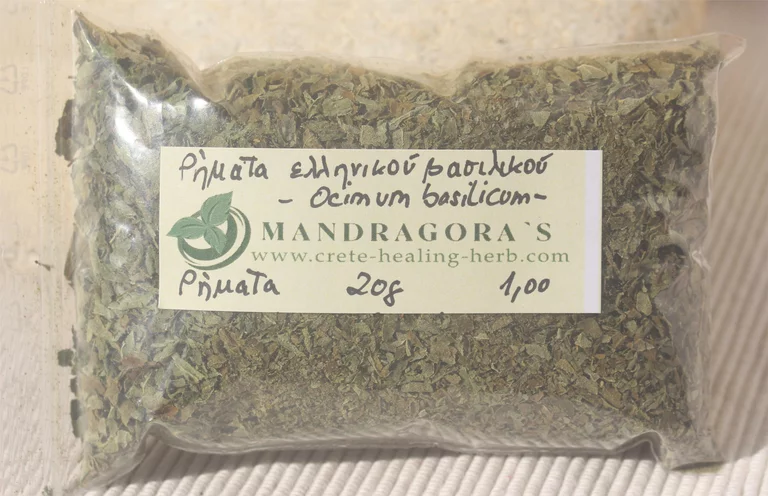 Ρήματα ελληνικού βασιλικού
- Ocimum basilicum -
MANDRAGORA`S
www.crete-healing-herb.com
Ρήματα 20g 1,00